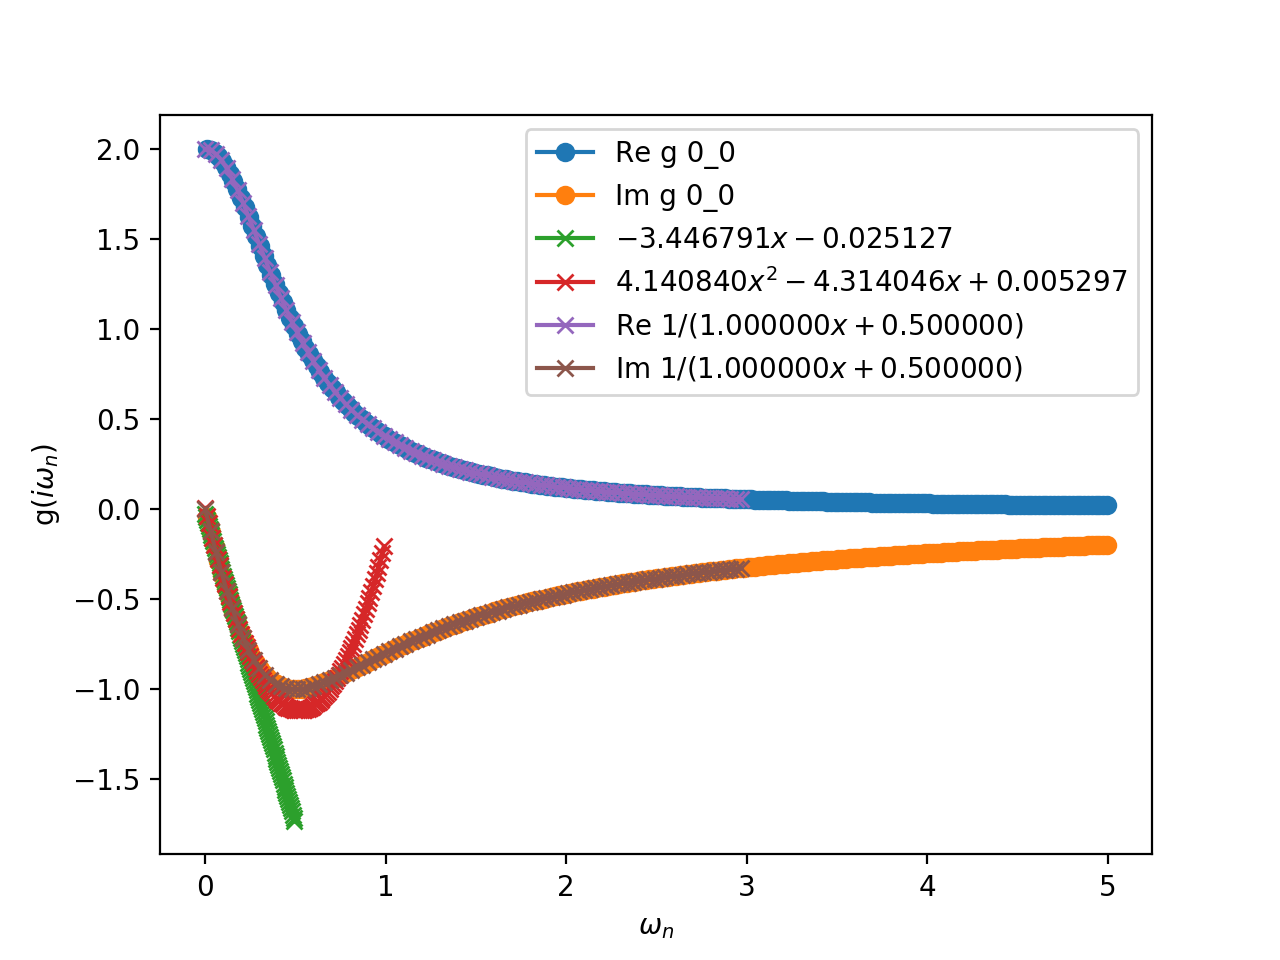 2.0
1.5
1.0
0.5
0.0
−0.5
−1.0
−1.5
g(iωₙ)
0 1 2 3 4 5
ωₙ
Re g 0_0
Im g 0_0
−3.446791x − 0.025127
4.140840x² − 4.314046x + 0.005297
Re 1/(1.000000x + 0.500000)
Im 1/(1.000000x + 0.500000)